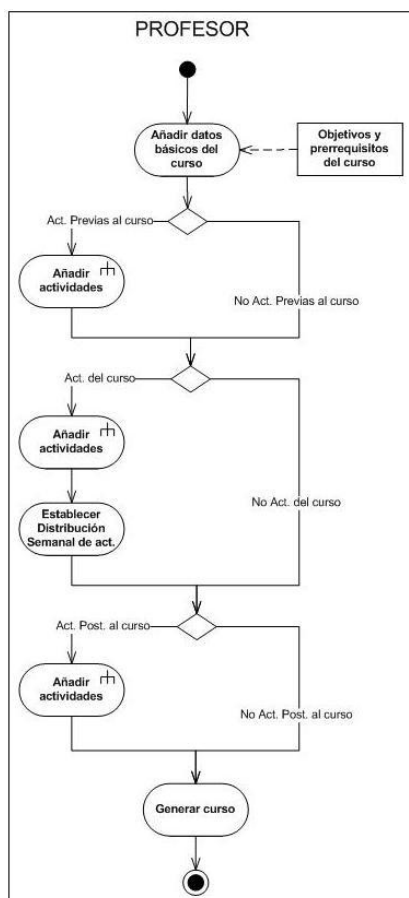 PROFESOR
Añadir datos
básicos del
curso
Objetivos y
prerrequisitos
del curso
Act. Previas al curso
Añadir
actividades
No Act. Previas al curso
Act. del curso
Añadir
actividades
Establecer
Distribución
Semanal de act.
No Act. del curso
Act. Post. al curso
Añadir
actividades
No Act. Post. al curso
Generar curso